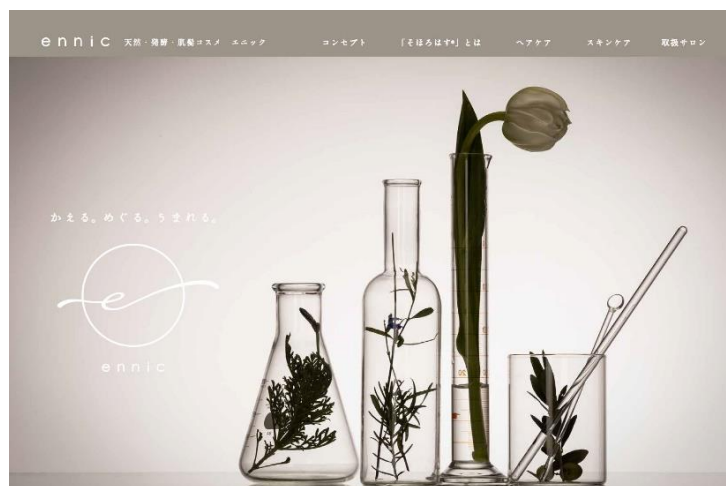 ennic 天然・発酵・肌髪コスメ エニック コンセプト 「そほろはす®」とは ヘアケア スキンケア 取扱サロン
かえる。めぐる。うまれる。
e
ennic